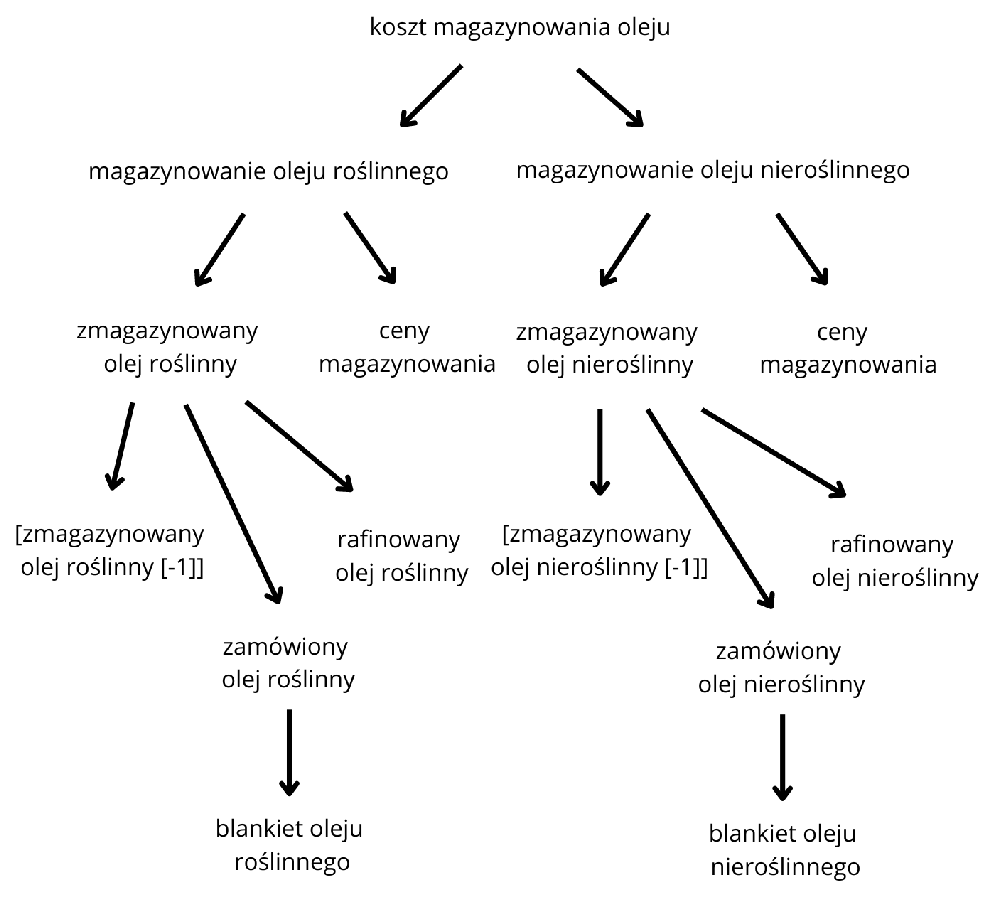 koszt magazynowania oleju
magazynowanie oleju roślinnego
magazynowanie oleju nieroślinnego
zmagazynowany
olej roślinny
ceny
magazynowania
zmagazynowany
olej nieroślinny
ceny
magazynowania
[zmagazynowany
olej roślinny [-1]]
rafinowany
olej roślinny
[zmagazynowany
olej nieroślinny [-1]]
rafinowany
olej nieroślinny
zamówiony
olej roślinny
zamówiony
olej nieroślinny
blankiet oleju
roślinnego
blankiet oleju
nieroślinnego